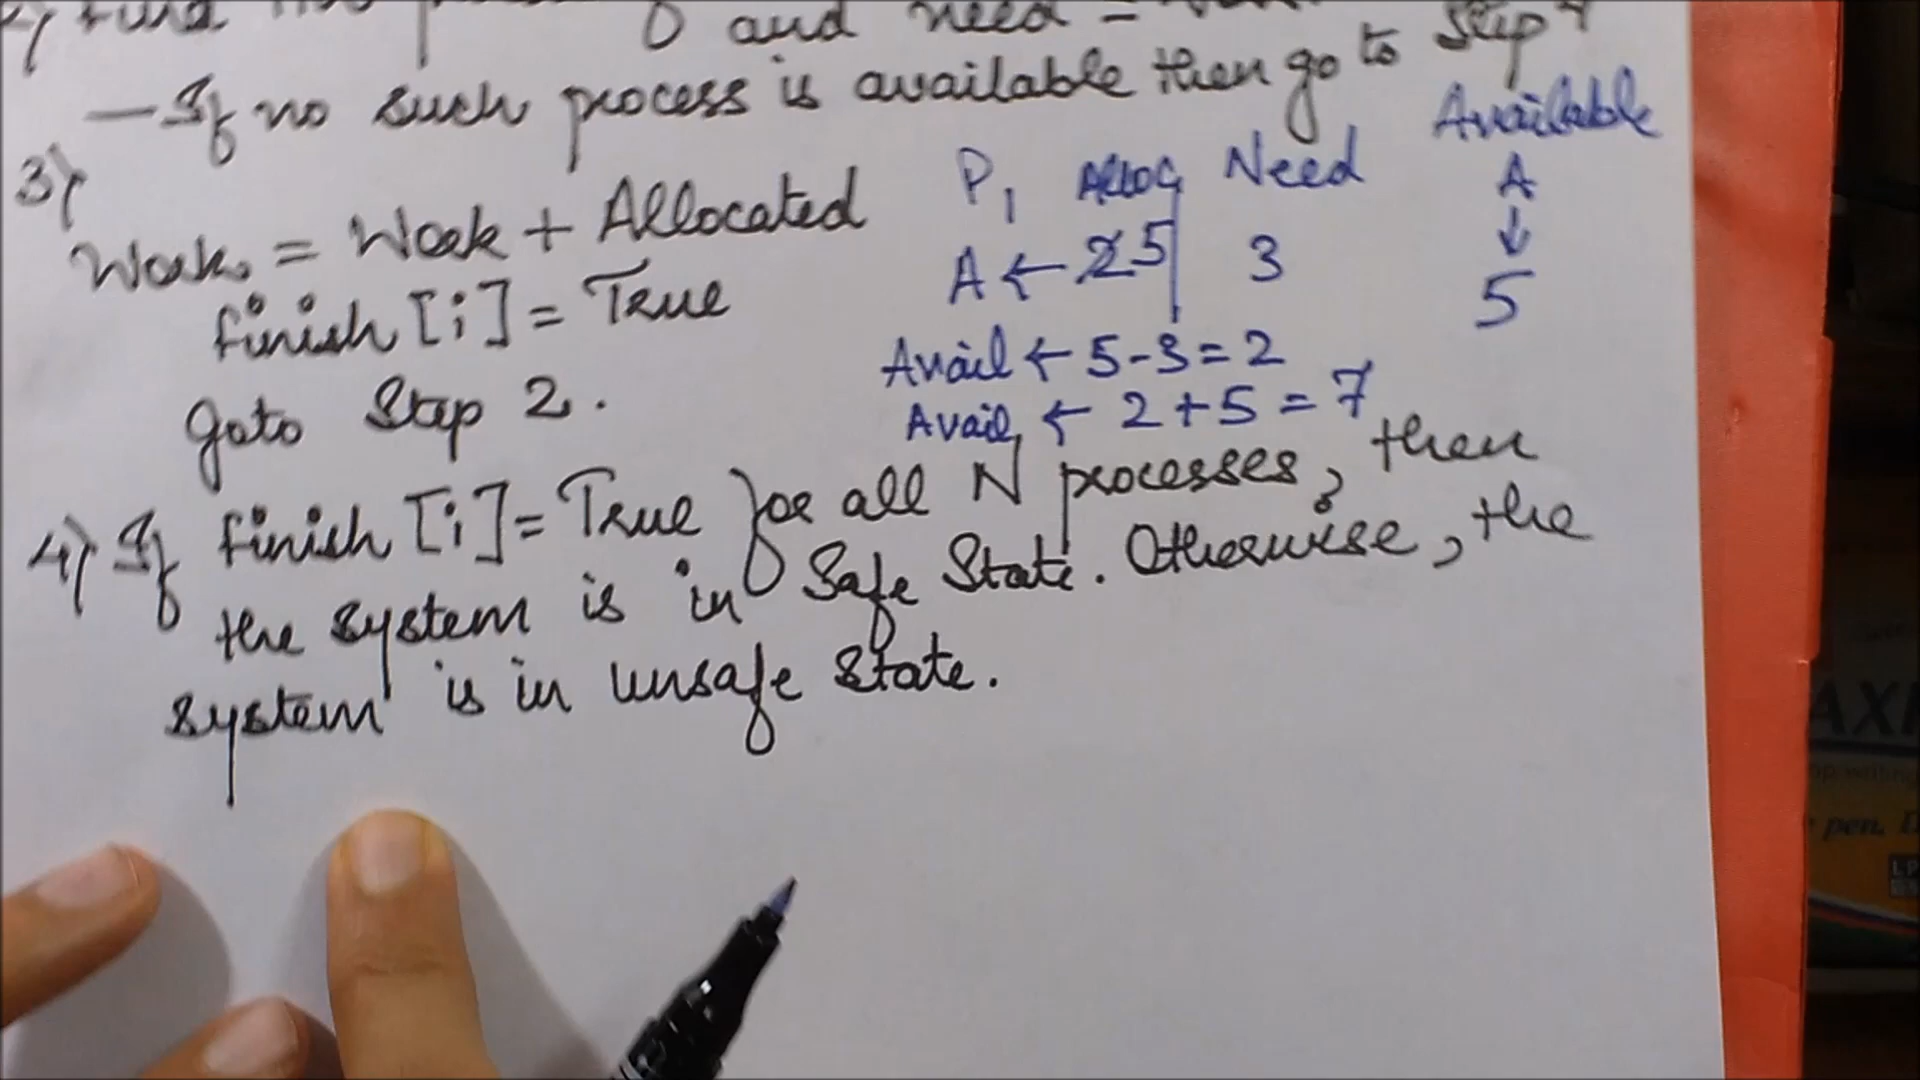 and need =
— If no such process is available then go to Step 4
3)
Work = Work + Allocated
finish [i] = True
goto Step 2.
P1 Alloc Need Available
A ← 2 5 3 A
↓
5
Avail ← 5-3=2
Avail ← 2+5=7
4) If finish [i] = True for all N processes, then
the system is in Safe State. Otherwise, the
system is in unsafe state.
AXI
pen.